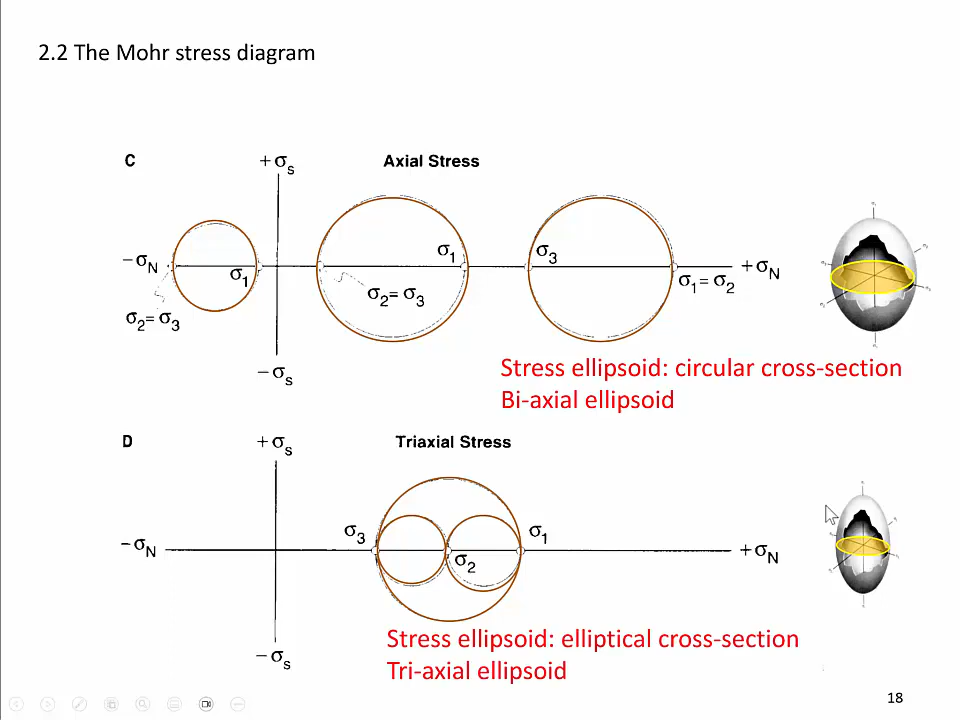 2.2 The Mohr stress diagram
C
+σs
Axial Stress
−σN
σ1
σ2= σ3
σ1
σ2= σ3
σ3
σ1= σ2
+σN
−σs
Stress ellipsoid: circular cross-section
Bi-axial ellipsoid
D
+σs
Triaxial Stress
−σN
σ3
σ2
σ1
+σN
−σs
Stress ellipsoid: elliptical cross-section
Tri-axial ellipsoid
18